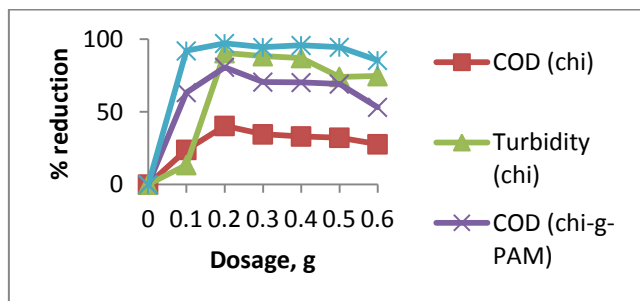 100
50
0
% reduction
0 0.1 0.2 0.3 0.4 0.5 0.6
Dosage, g
COD (chi)
Turbidity
(chi)
COD (chi-g-
PAM)